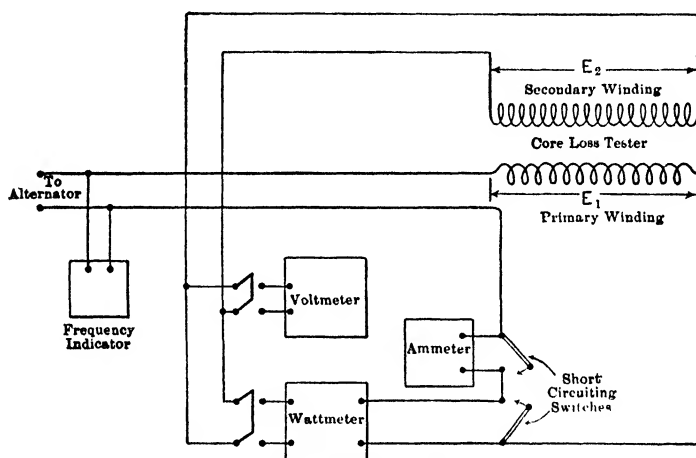 E2
Secondary Winding
Core Loss Tester
To
Alternator
E1
Primary Winding
Voltmeter
Frequency
Indicator
Ammeter
Short
Circuiting
Switches
Wattmeter